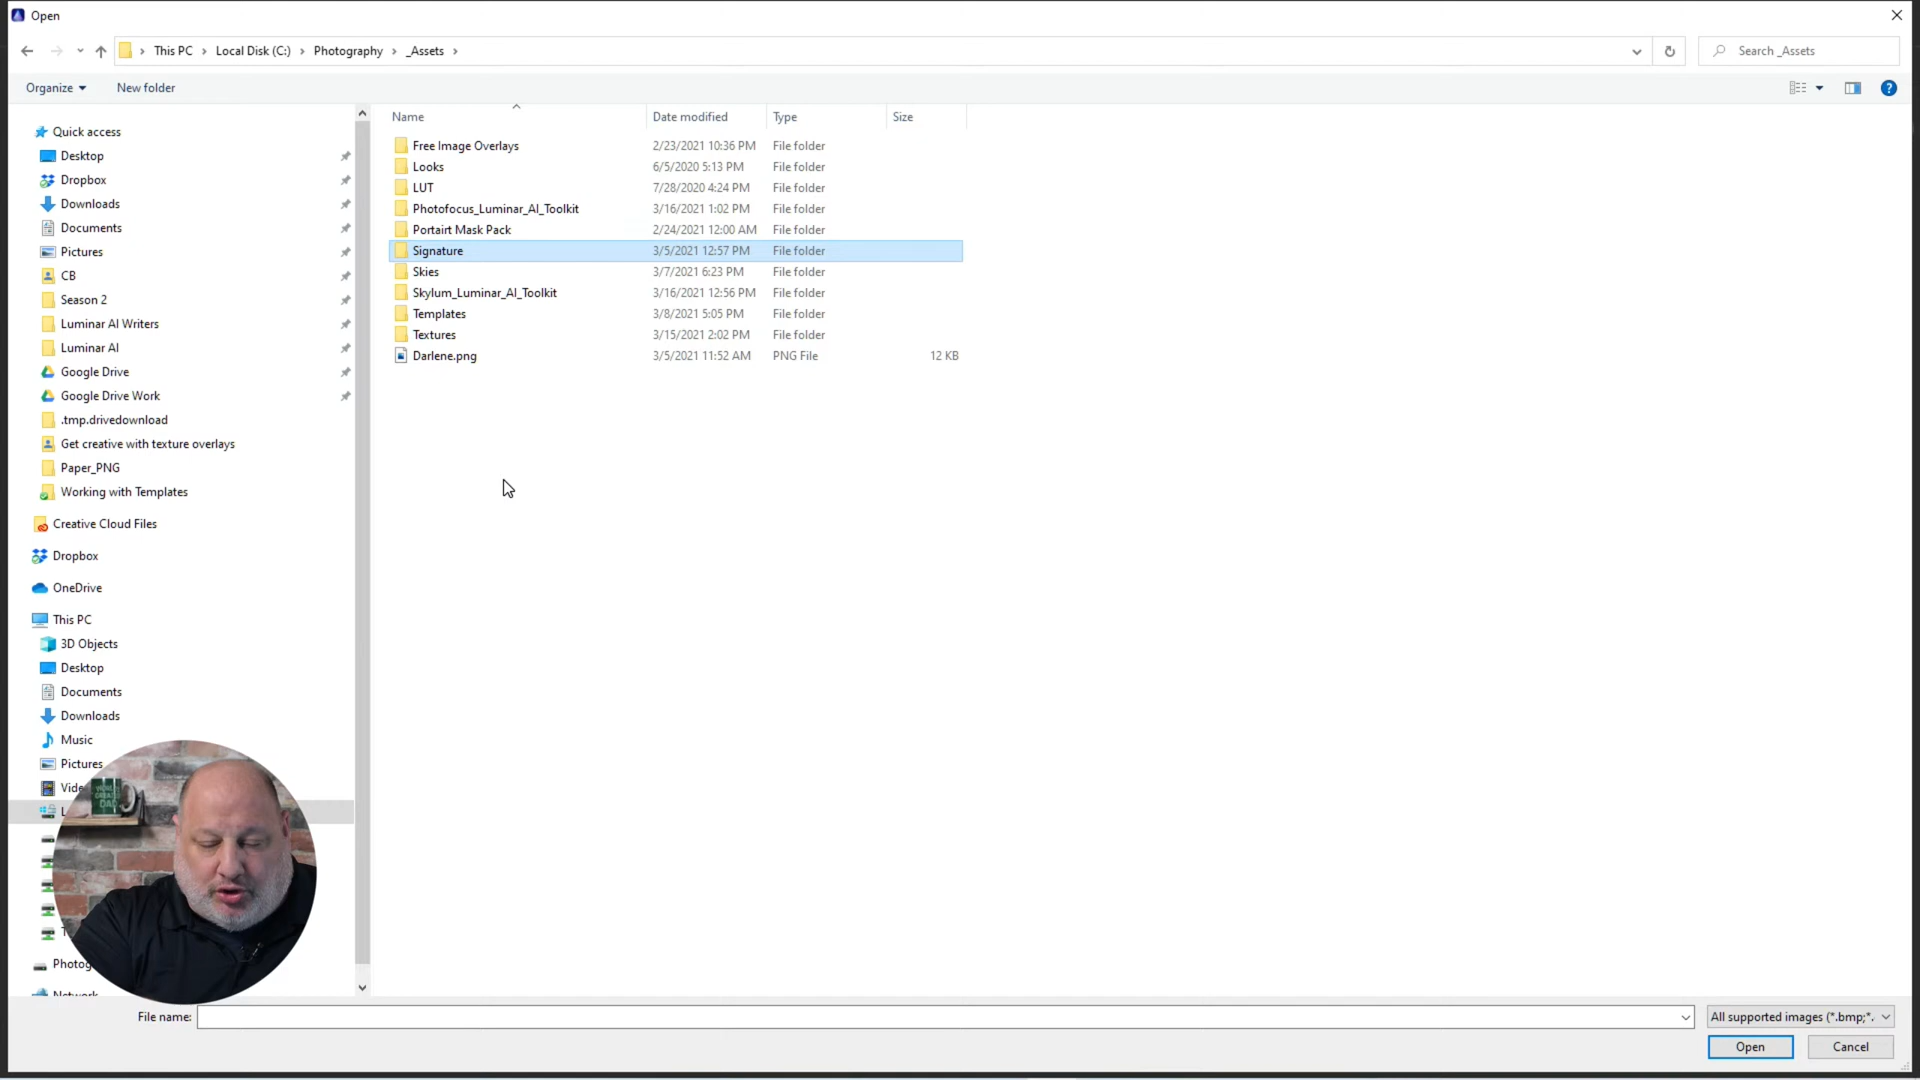 Open
This PC > Local Disk (C:) > Photography > _Assets >
Search _Assets
Organize
New folder
Name
Date modified
Type
Size
Quick access
Desktop
Dropbox
Downloads
Documents
Pictures
CB
Season 2
Luminar AI Writers
Luminar AI
Google Drive
Google Drive Work
.tmp.drivedownload
Get creative with texture overlays
Paper_PNG
Working with Templates
Creative Cloud Files
Dropbox
OneDrive
This PC
3D Objects
Desktop
Documents
Downloads
Music
Pictures
Vide
L
T
Photog
Network
Free Image Overlays 2/23/2021 10:36 PM File folder
Looks 6/5/2020 5:13 PM File folder
LUT 7/28/2020 4:24 PM File folder
Photofocus_Luminar_AI_Toolkit 3/16/2021 1:02 PM File folder
Portairt Mask Pack 2/24/2021 12:00 AM File folder
Signature 3/5/2021 12:57 PM File folder
Skies 3/7/2021 6:23 PM File folder
Skylum_Luminar_AI_Toolkit 3/16/2021 12:56 PM File folder
Templates 3/8/2021 5:05 PM File folder
Textures 3/15/2021 2:02 PM File folder
Darlene.png 3/5/2021 11:52 AM PNG File 12 KB
File name:
All supported images (*.bmp;*.
Open
Cancel